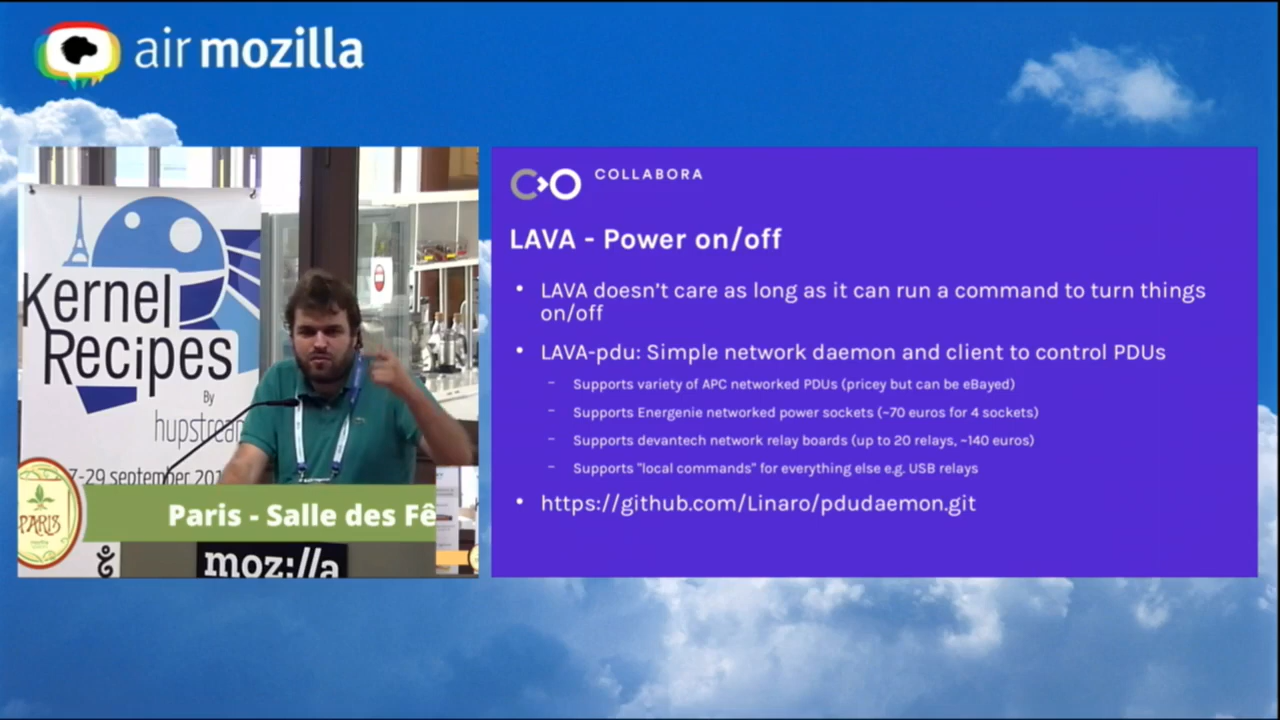 air mozilla
Kernel
Recipes
By
hupstream
7-29 september 201
PARIS
Paris - Salle des Fê
moz://a
COLLABORA
LAVA - Power on/off
• LAVA doesn't care as long as it can run a command to turn things
on/off
• LAVA-pdu: Simple network daemon and client to control PDUs
– Supports variety of APC networked PDUs (pricey but can be eBayed)
– Supports Energenie networked power sockets (~70 euros for 4 sockets)
– Supports devantech network relay boards (up to 20 relays, ~140 euros)
– Supports "local commands" for everything else e.g. USB relays
• https://github.com/Linaro/pdudaemon.git